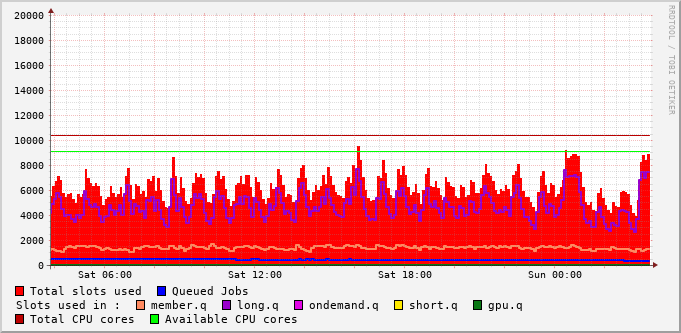 20000
18000
16000
14000
12000
10000
8000
6000
4000
2000
0
Sat 06:00 Sat 12:00 Sat 18:00 Sun 00:00
RRDTOOL / TOBI OETIKER
Total slots used Queued Jobs
Slots used in : member.q long.q ondemand.q short.q gpu.q
Total CPU cores Available CPU cores